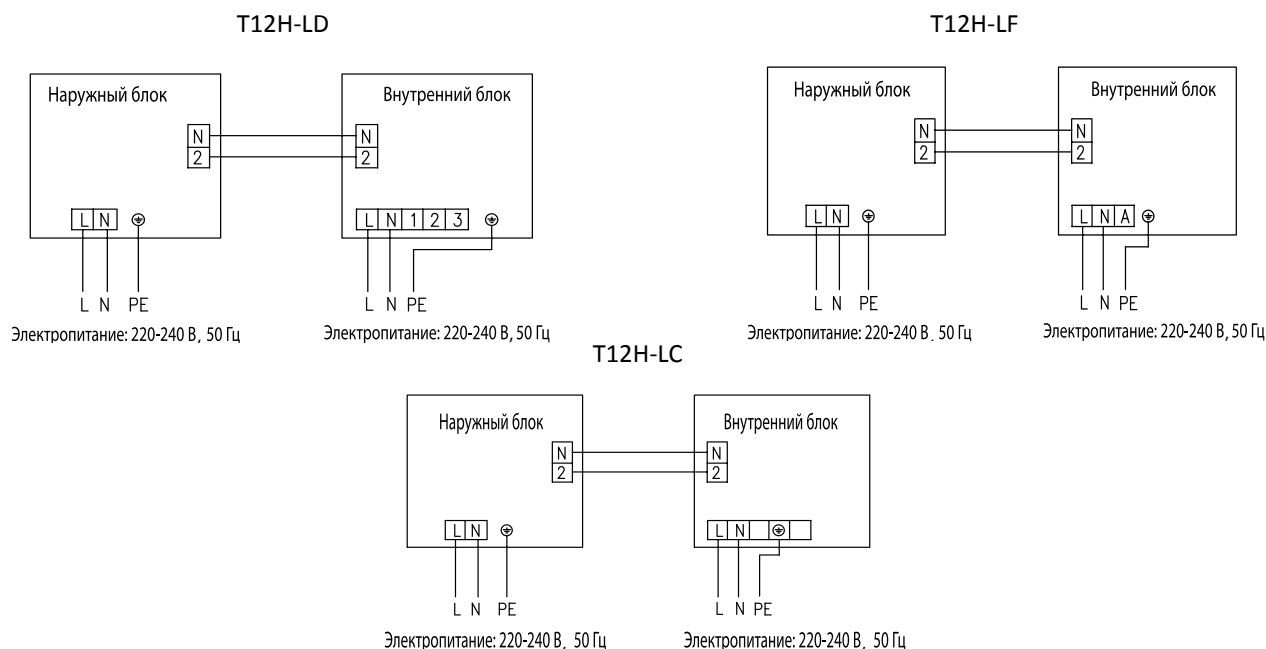 T12H-LD
Наружный блок
Внутренний блок
N
2
N
2
L N
L N 1 2 3
L N PE
L N PE
Электропитание: 220-240 В, 50 Гц
Электропитание: 220-240 В, 50 Гц
T12H-LF
Наружный блок
Внутренний блок
N
2
N
2
L N
L N A
L N PE
L N PE
Электропитание: 220-240 В, 50 Гц
Электропитание: 220-240 В, 50 Гц
T12H-LC
Наружный блок
Внутренний блок
N
2
N
2
L N
L N
L N PE
L N PE
Электропитание: 220-240 В, 50 Гц
Электропитание: 220-240 В, 50 Гц